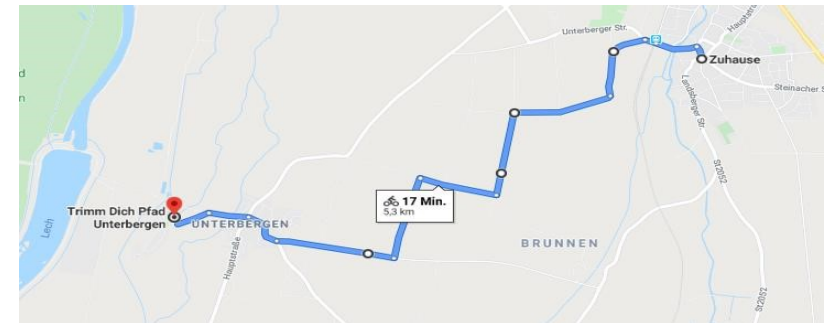 Unterberger Str.
Hauptstraße
Zuhause
Steinacher S
Landsberger Str.
St2052
d
n
17 Min.
5,3 km
Trimm Dich Pfad
Unterbergen
UNTERBERGEN
Lech
Hauptstraße
BRUNNEN
St2052